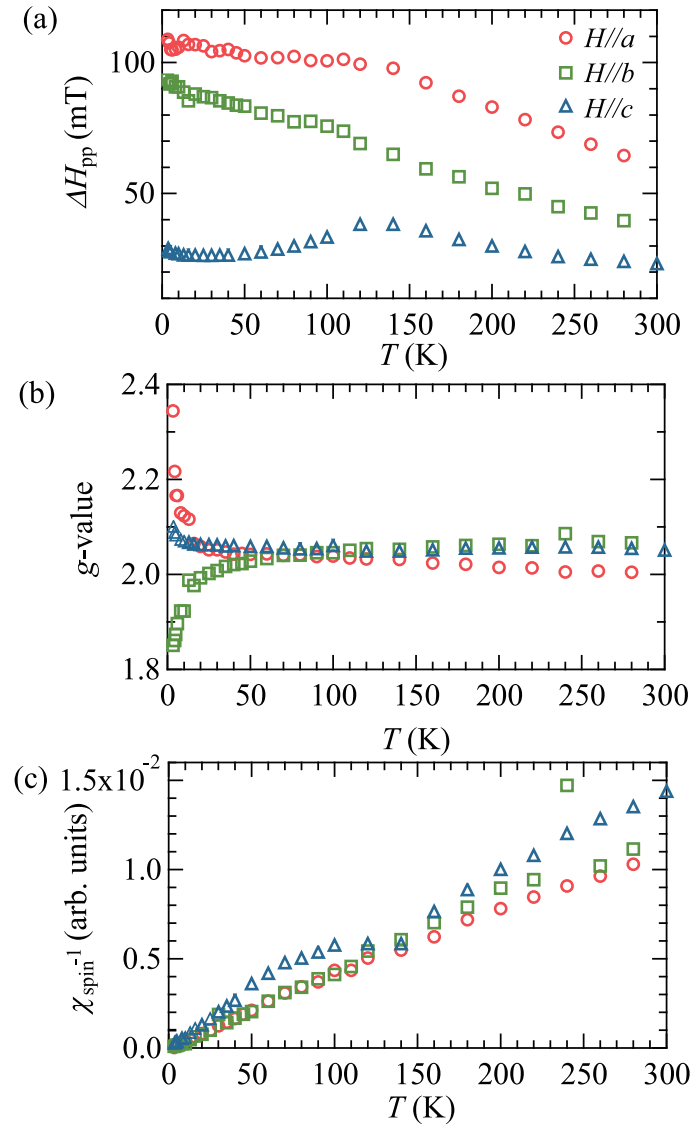 (a)
100
50
ΔH_pp (mT)
H//a
H//b
H//c
0 50 100 150 200 250 300
T (K)
(b)
2.4
2.2
2.0
1.8
g-value
0 50 100 150 200 250 300
T (K)
(c)
1.5x10^-2
1.0
0.5
0.0
χ_spin^-1 (arb. units)
0 50 100 150 200 250 300
T (K)